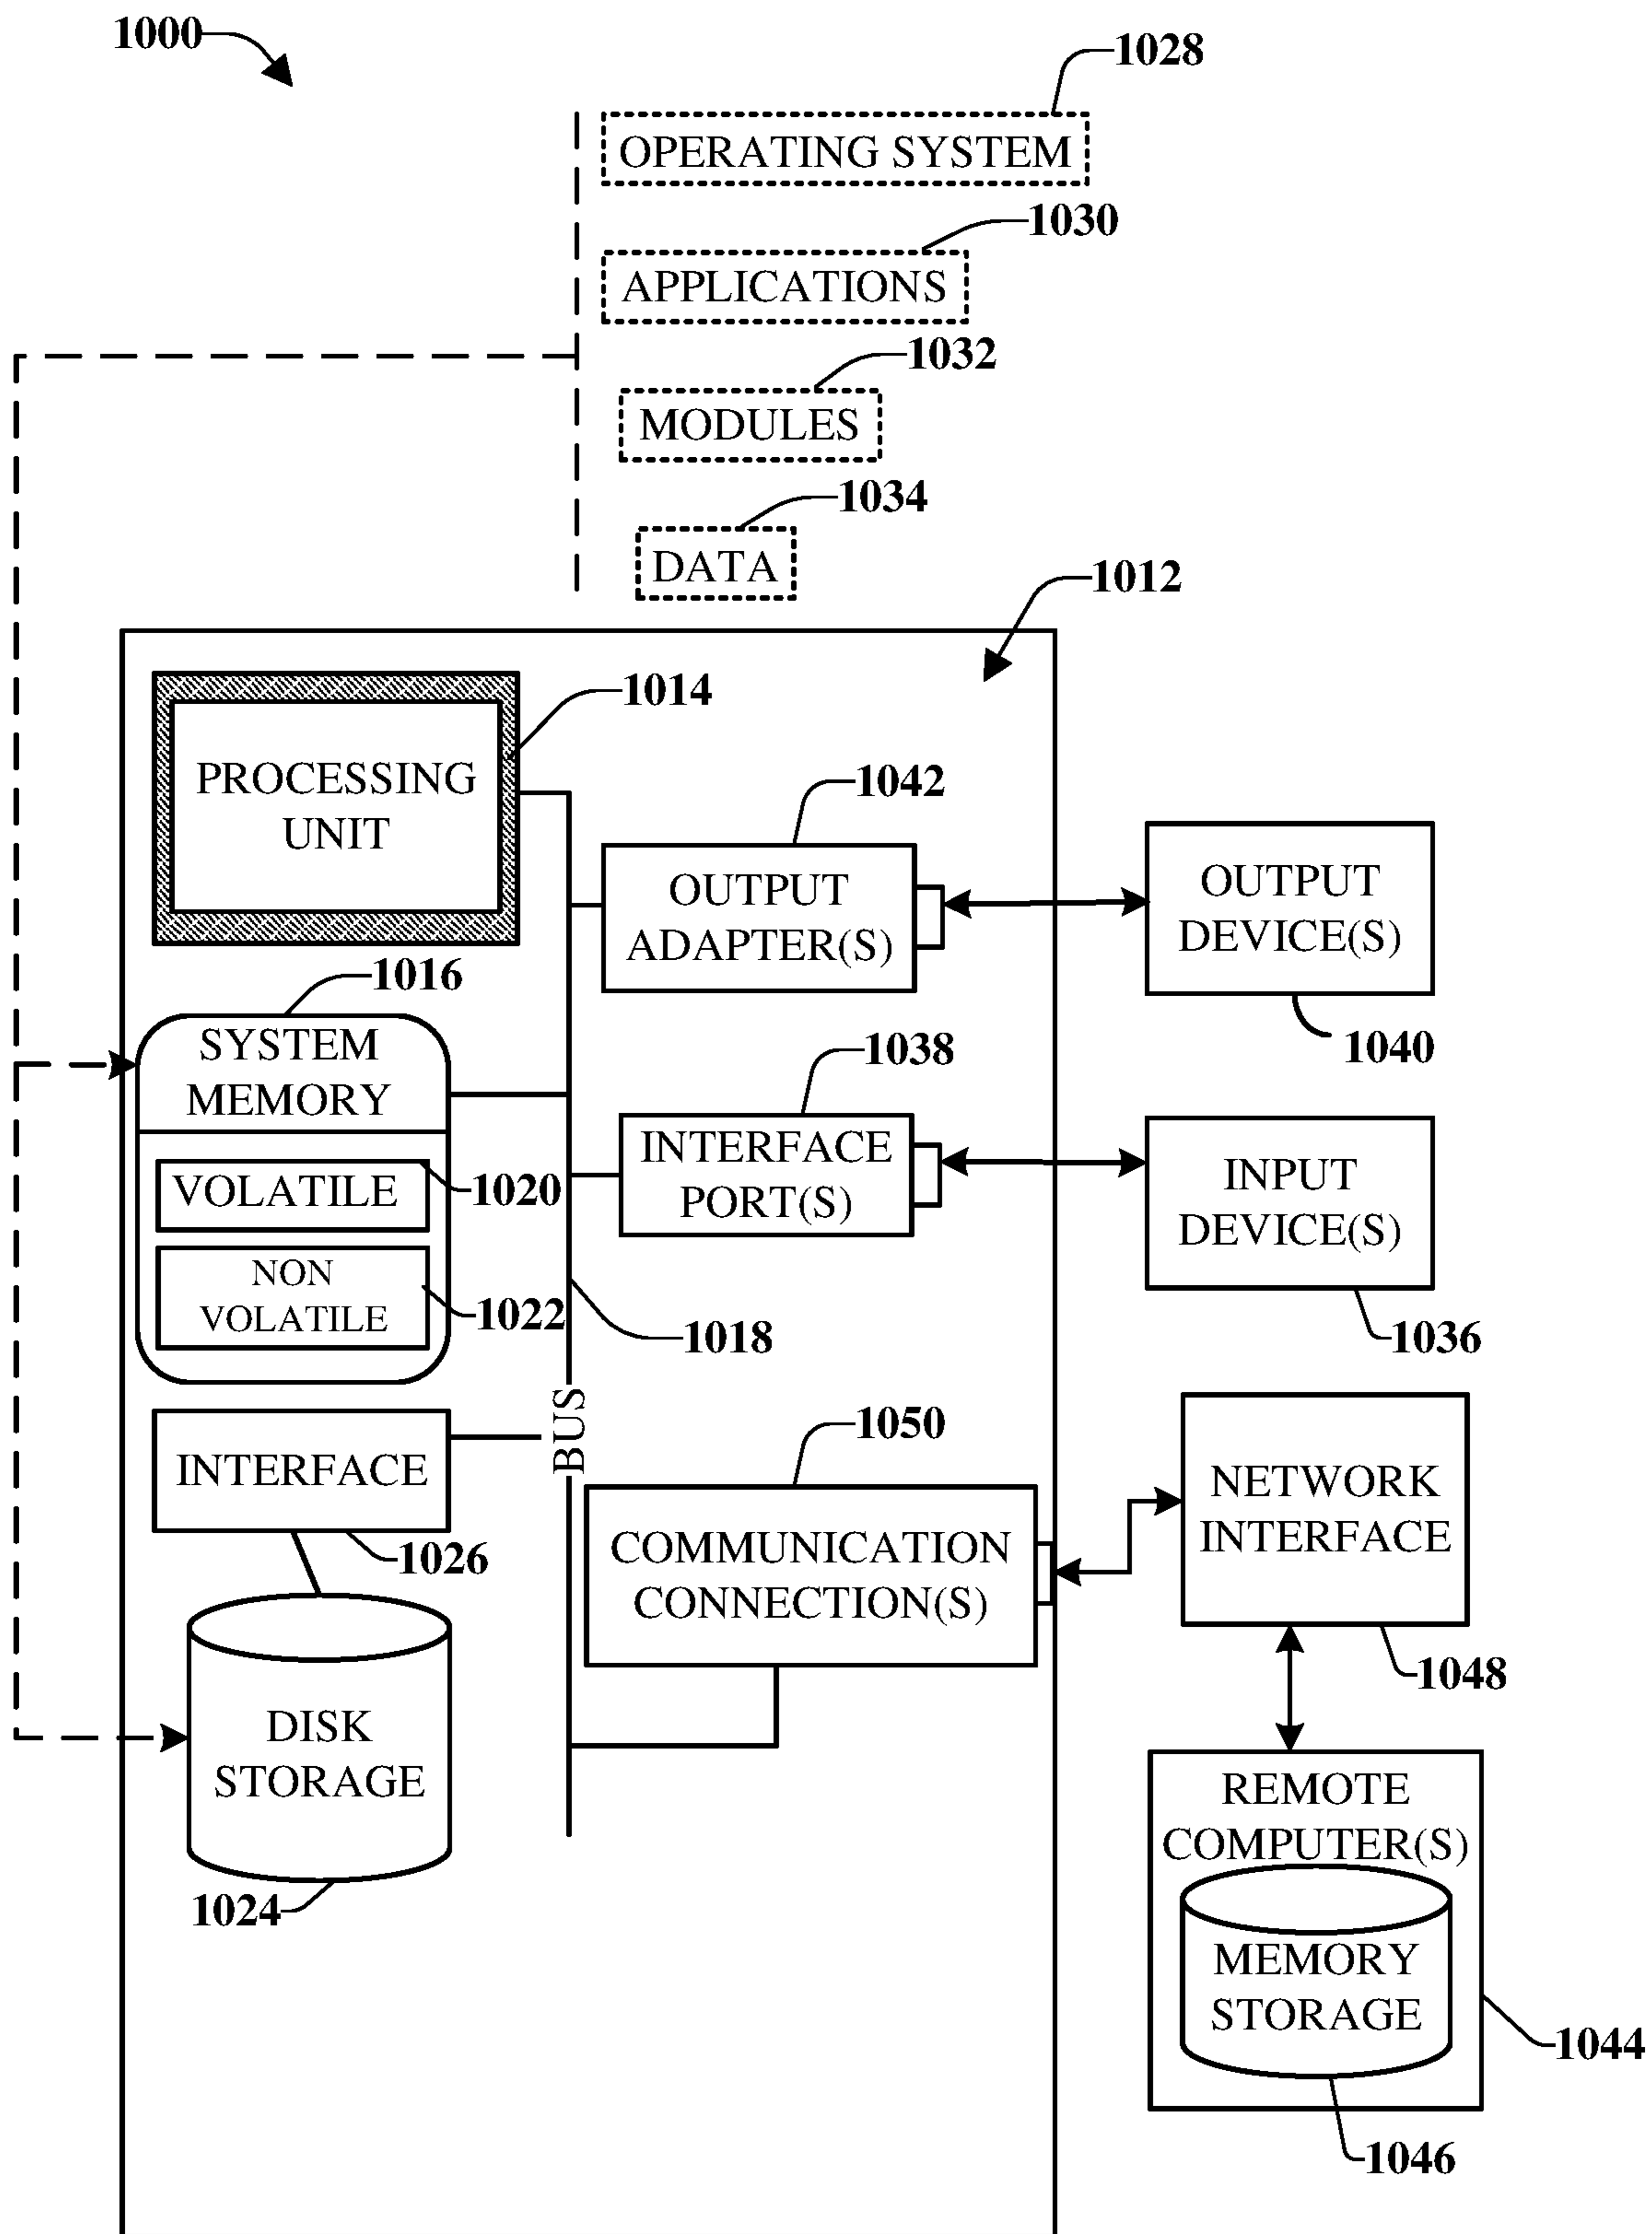 1000
1028
OPERATING SYSTEM
1030
APPLICATIONS
1032
MODULES
1034
DATA
1012
1014
PROCESSING
UNIT
1042
OUTPUT
ADAPTER(S)
OUTPUT
DEVICE(S)
1040
1016
SYSTEM
MEMORY
VOLATILE
1020
NON
VOLATILE
1022
1038
INTERFACE
PORT(S)
INPUT
DEVICE(S)
1036
1018
BUS
INTERFACE
1026
1050
COMMUNICATION
CONNECTION(S)
NETWORK
INTERFACE
1048
DISK
STORAGE
1024
REMOTE
COMPUTER(S)
MEMORY
STORAGE
1044
1046